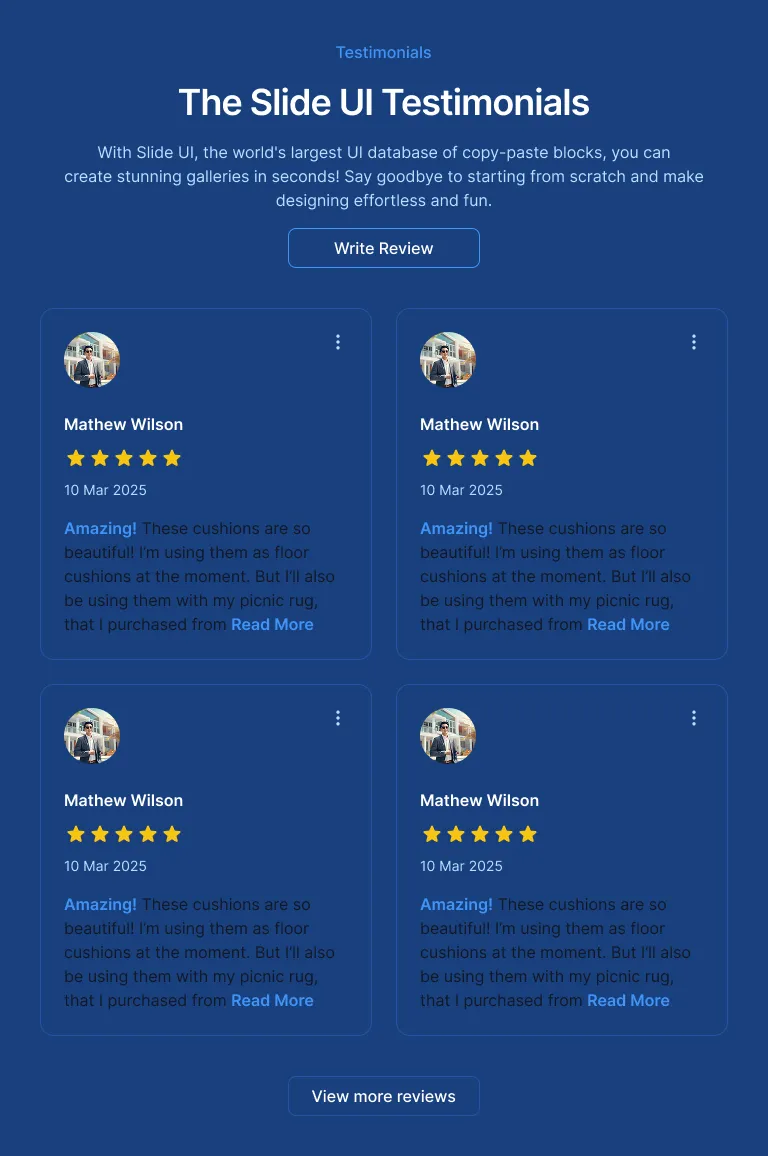 Testimonials
The Slide UI Testimonials
With Slide UI, the world's largest UI database of copy-paste blocks, you can
create stunning galleries in seconds! Say goodbye to starting from scratch and make
designing effortless and fun.
Write Review
Mathew Wilson
10 Mar 2025
Amazing! These cushions are so
beautiful! I'm using them as floor
cushions at the moment. But I'll also
be using them with my picnic rug,
that I purchased from Read More
Mathew Wilson
10 Mar 2025
Amazing! These cushions are so
beautiful! I'm using them as floor
cushions at the moment. But I'll also
be using them with my picnic rug,
that I purchased from Read More
Mathew Wilson
10 Mar 2025
Amazing! These cushions are so
beautiful! I'm using them as floor
cushions at the moment. But I'll also
be using them with my picnic rug,
that I purchased from Read More
Mathew Wilson
10 Mar 2025
Amazing! These cushions are so
beautiful! I'm using them as floor
cushions at the moment. But I'll also
be using them with my picnic rug,
that I purchased from Read More
View more reviews